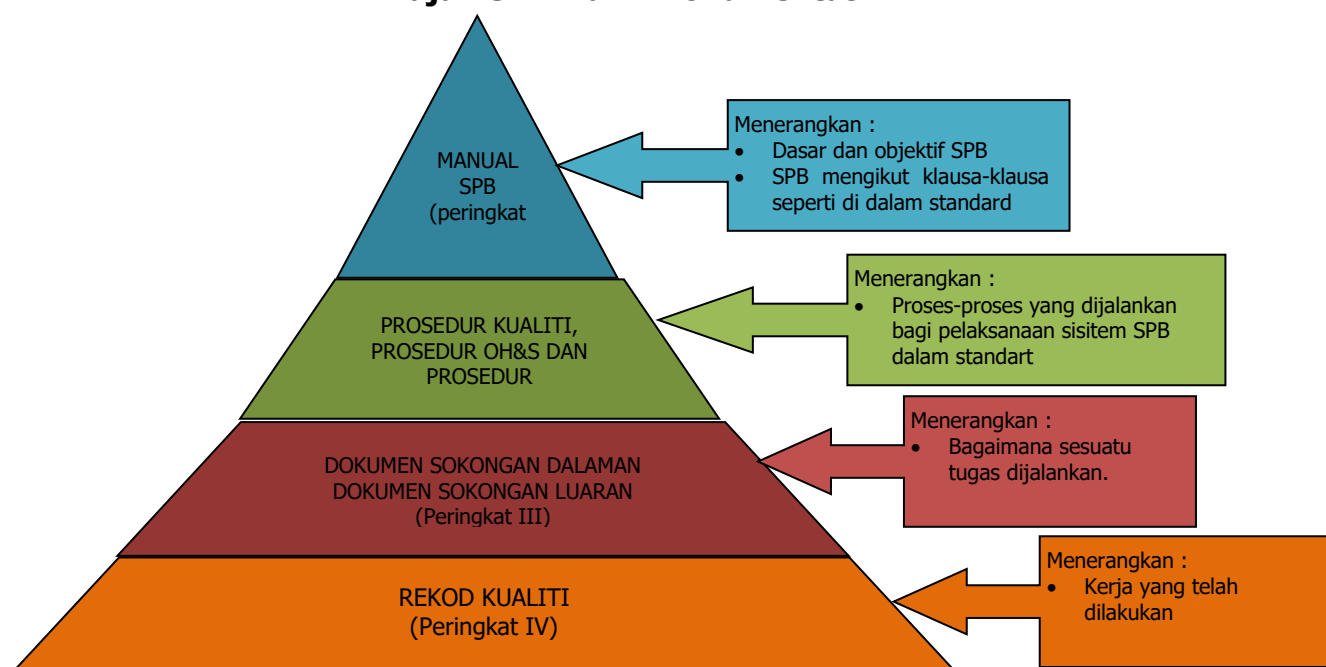 MANUAL
SPB
(peringkat
Menerangkan :
• Dasar dan objektif SPB
• SPB mengikut klausa-klausa
seperti di dalam standard
PROSEDUR KUALITI,
PROSEDUR OH&S DAN
PROSEDUR
Menerangkan :
• Proses-proses yang dijalankan
bagi pelaksanaan sisitem SPB
dalam standart
DOKUMEN SOKONGAN DALAMAN
DOKUMEN SOKONGAN LUARAN
(Peringkat III)
Menerangkan :
• Bagaimana sesuatu
tugas dijalankan.
REKOD KUALITI
(Peringkat IV)
Menerangkan :
• Kerja yang telah
dilakukan